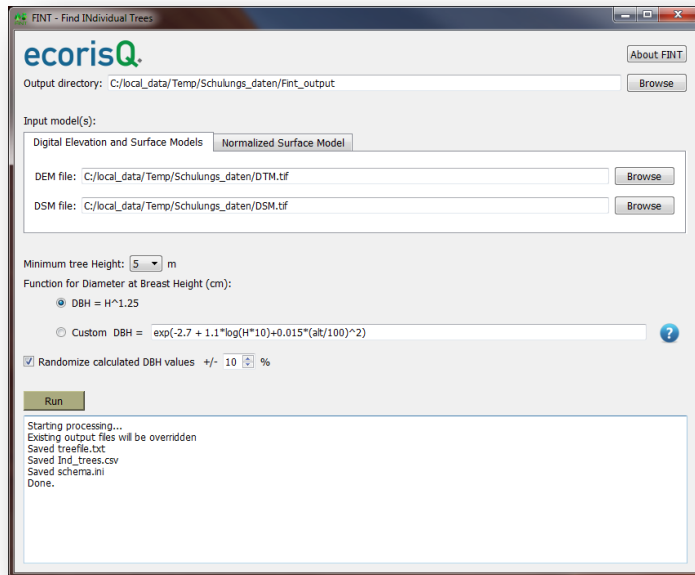 FINT - Find INdividual Trees
ecorisQ
About FINT
Output directory: C:/local_data/Temp/Schulungs_daten/Fint_output Browse
Input model(s):
Digital Elevation and Surface Models Normalized Surface Model
DEM file: C:/local_data/Temp/Schulungs_daten/DTM.tif Browse
DSM file: C:/local_data/Temp/Schulungs_daten/DSM.tif Browse
Minimum tree Height: 5 m
Function for Diameter at Breast Height (cm):
DBH = H^1.25
Custom DBH = exp(-2.7 + 1.1*log(H*10)+0.015*(alt/100)^2) ?
Randomize calculated DBH values +/- 10 %
Run
Starting processing...
Existing output files will be overridden
Saved treefile.txt
Saved Ind_trees.csv
Saved schema.ini
Done.